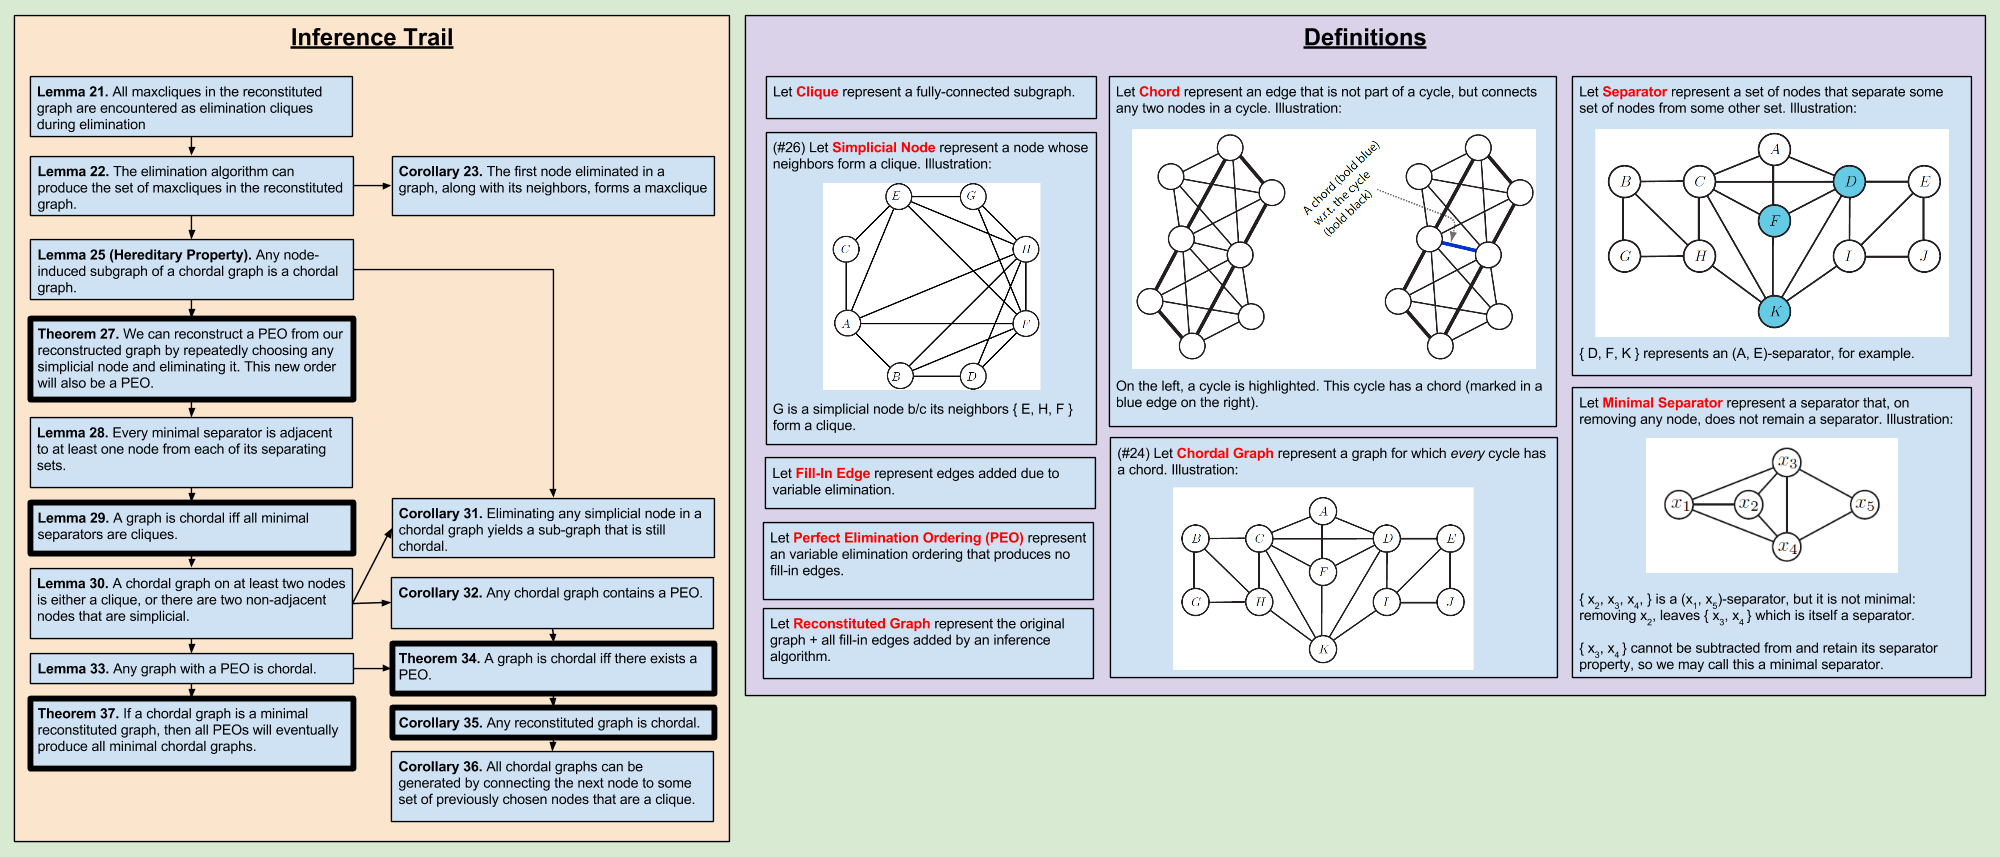 Inference Trail
Lemma 21. All maxcliques in the reconstituted
graph are encountered as elimination cliques
during elimination
Lemma 22. The elimination algorithm can
produce the set of maxcliques in the reconstituted
graph.
Corollary 23. The first node eliminated in a
graph, along with its neighbors, forms a maxclique
Lemma 25 (Hereditary Property). Any node-
induced subgraph of a chordal graph is a chordal
graph.
Theorem 27. We can reconstruct a PEO from our
reconstructed graph by repeatedly choosing any
simplicial node and eliminating it. This new order
will also be a PEO.
Lemma 28. Every minimal separator is adjacent
to at least one node from each of its separating
sets.
Lemma 29. A graph is chordal iff all minimal
separators are cliques.
Corollary 31. Eliminating any simplicial node in a
chordal graph yields a sub-graph that is still
chordal.
Lemma 30. A chordal graph on at least two nodes
is either a clique, or there are two non-adjacent
nodes that are simplicial.
Corollary 32. Any chordal graph contains a PEO.
Lemma 33. Any graph with a PEO is chordal.
Theorem 34. A graph is chordal iff there exists a
PEO.
Theorem 37. If a chordal graph is a minimal
reconstituted graph, then all PEOs will eventually
produce all minimal chordal graphs.
Corollary 35. Any reconstituted graph is chordal.
Corollary 36. All chordal graphs can be
generated by connecting the next node to some
set of previously chosen nodes that are a clique.
Definitions
Let Clique represent a fully-connected subgraph.
(#26) Let Simplicial Node represent a node whose
neighbors form a clique. Illustration:
E G
C H
A F
B D
G is a simplicial node b/c its neighbors { E, H, F }
form a clique.
Let Fill-In Edge represent edges added due to
variable elimination.
Let Perfect Elimination Ordering (PEO) represent
an variable elimination ordering that produces no
fill-in edges.
Let Reconstituted Graph represent the original
graph + all fill-in edges added by an inference
algorithm.
Let Chord represent an edge that is not part of a cycle, but connects
any two nodes in a cycle. Illustration:
A chord (bold blue)
w.r.t. the cycle
(bold black)
On the left, a cycle is highlighted. This cycle has a chord (marked in a
blue edge on the right).
(#24) Let Chordal Graph represent a graph for which every cycle has
a chord. Illustration:
A
B C D E
F
G H I J
K
Let Separator represent a set of nodes that separate some
set of nodes from some other set. Illustration:
A
B C D E
F
G H I J
K
{ D, F, K } represents an (A, E)-separator, for example.
Let Minimal Separator represent a separator that, on
removing any node, does not remain a separator. Illustration:
x3
x1 x2 x5
x4
{ x2, x3, x4, } is a (x1, x5)-separator, but it is not minimal:
removing x2, leaves { x3, x4 } which is itself a separator.
{ x3, x4 } cannot be subtracted from and retain its separator
property, so we may call this a minimal separator.